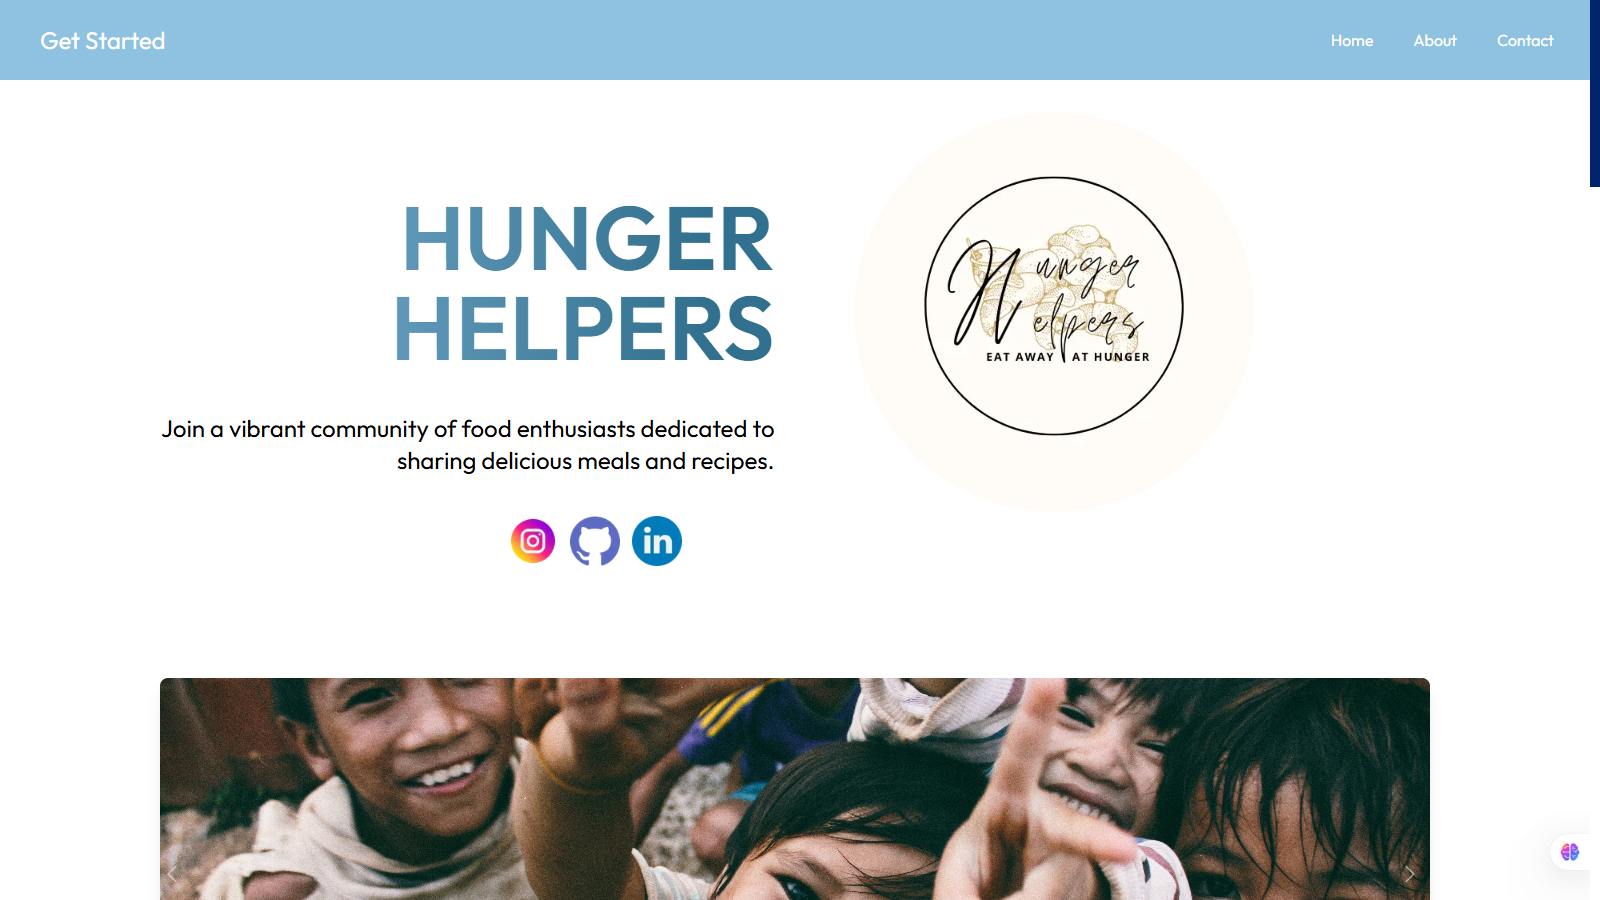 Get Started
Home About Contact
HUNGER
HELPERS
Join a vibrant community of food enthusiasts dedicated to
sharing delicious meals and recipes.
in
Hunger
Helpers
EAT AWAY AT HUNGER